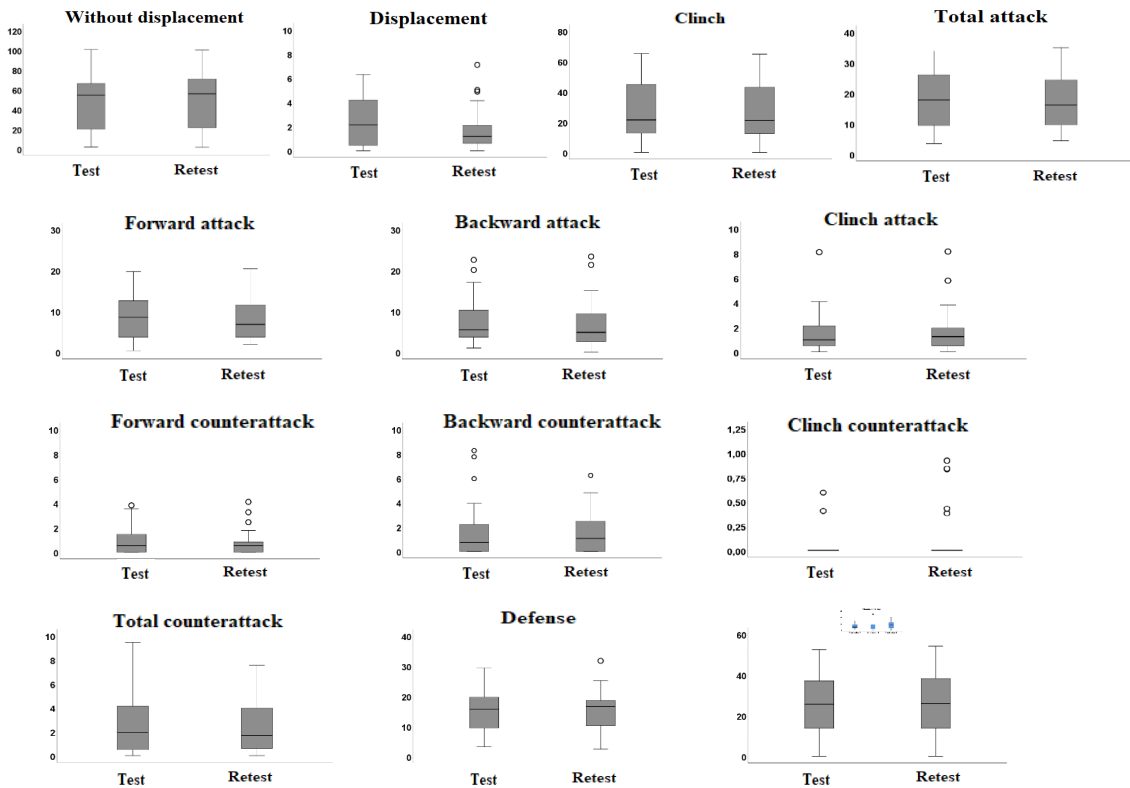 Without displacement
120
100
80
60
40
20
0
Test Retest
Displacement
10
8
6
4
2
0
Test Retest
Clinch
80
60
40
20
0
Test Retest
Total attack
40
30
20
10
0
Test Retest
Forward attack
30
20
10
0
Test Retest
Backward attack
30
20
10
0
Test Retest
Clinch attack
10
8
6
4
2
0
Test Retest
Forward counterattack
10
8
6
4
2
0
Test Retest
Backward counterattack
10
8
6
4
2
0
Test Retest
Clinch counterattack
1,25
1,00
0,75
0,50
0,25
0,00
Test Retest
Total counterattack
10
8
6
4
2
0
Test Retest
Defense
40
30
20
10
0
Test Retest
60
40
20
0
Test Retest